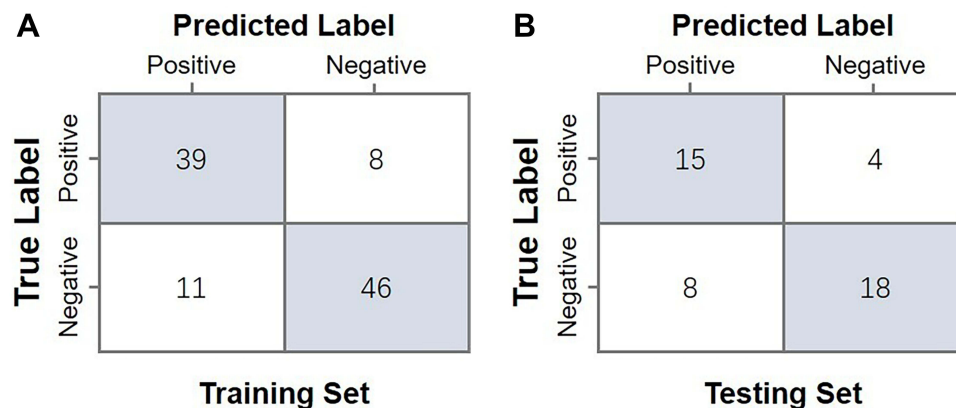 A
Predicted Label
Positive Negative
True Label
Positive
39 8
Negative
11 46
Training Set
B
Predicted Label
Positive Negative
True Label
Positive
15 4
Negative
8 18
Testing Set